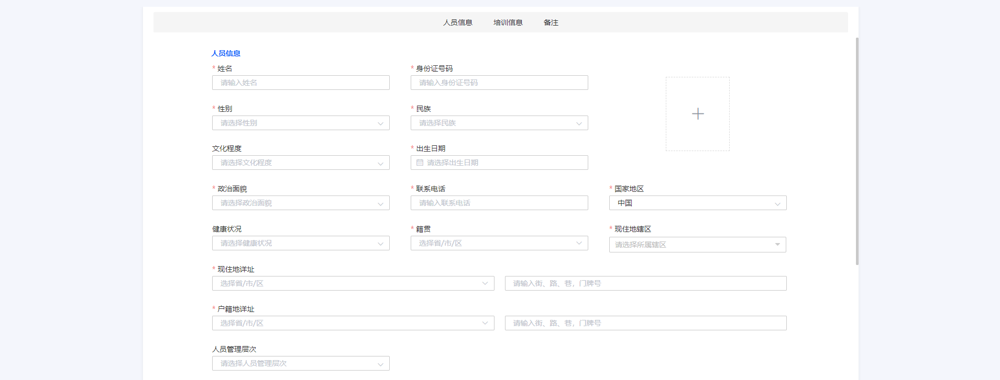 人员信息 培训信息 备注
人员信息
* 姓名 * 身份证号码
请输入姓名 请输入身份证号码
* 性别 * 民族
请选择性别 请选择民族
文化程度 * 出生日期
请选择文化程度 请选择出生日期
* 政治面貌 * 联系电话 * 国家地区
请选择政治面貌 请输入联系电话 中国
健康状况 * 籍贯 * 现住地辖区
请选择健康状况 选择省/市/区 请选择所属辖区
* 现住地详址
选择省/市/区 请输入街、路、巷，门牌号
* 户籍地详址
选择省/市/区 请输入街、路、巷，门牌号
人员管理层次
请选择人员管理层次